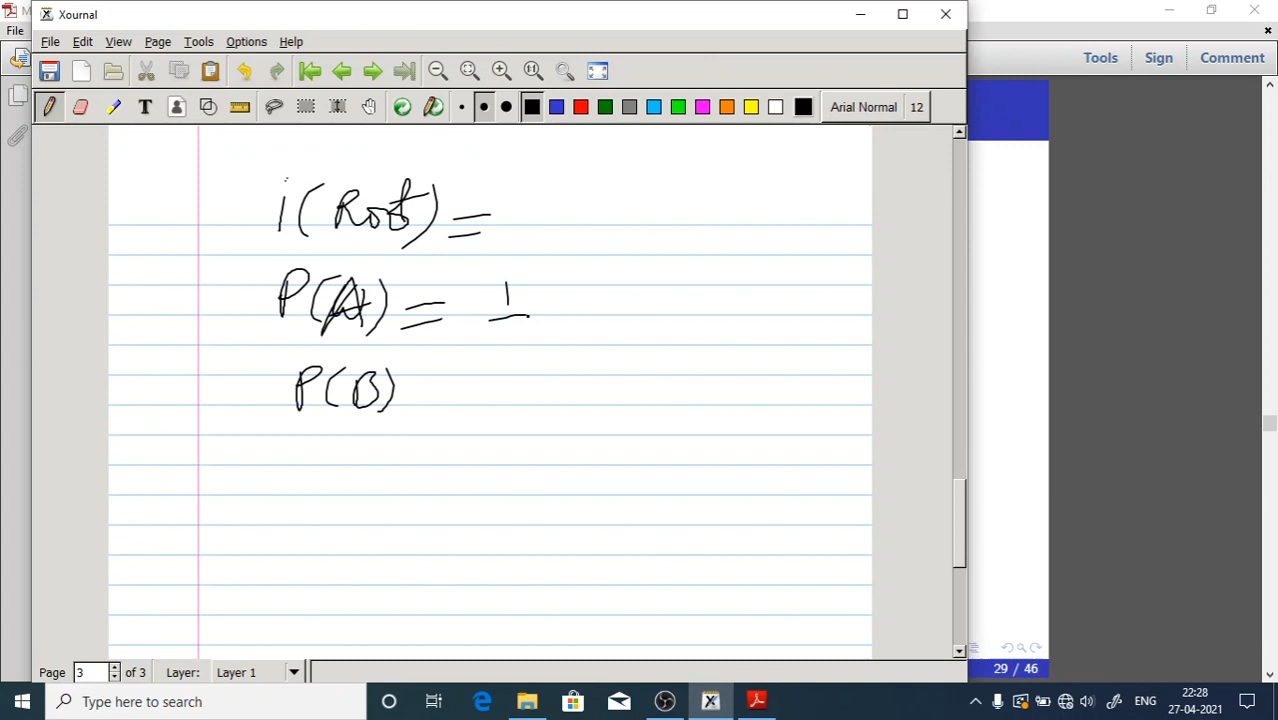 Xournal
File
File Edit View Page Tools Options Help
Tools Sign Comment
T Arial Normal 12
i(Root) =
P(A) = 1
P(B)
Page 3 of 3 Layer: Layer 1
29 / 46
Type here to search
ENG
22:28
27-04-2021